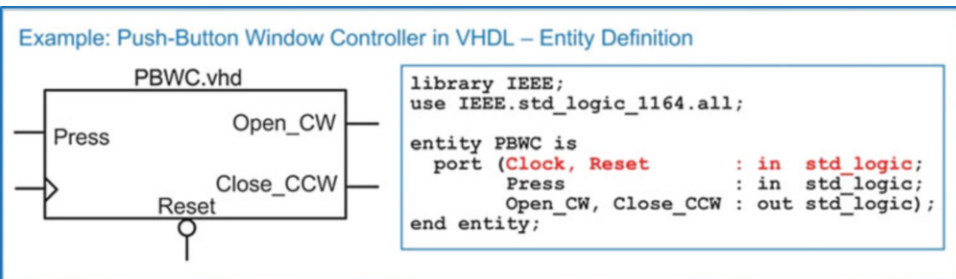 Example: Push-Button Window Controller in VHDL – Entity Definition
PBWC.vhd
Press
Open_CW
Close_CCW
Reset
library IEEE;
use IEEE.std_logic_1164.all;
entity PBWC is
port (Clock, Reset : in std_logic;
Press : in std_logic;
Open_CW, Close_CCW : out std_logic);
end entity;